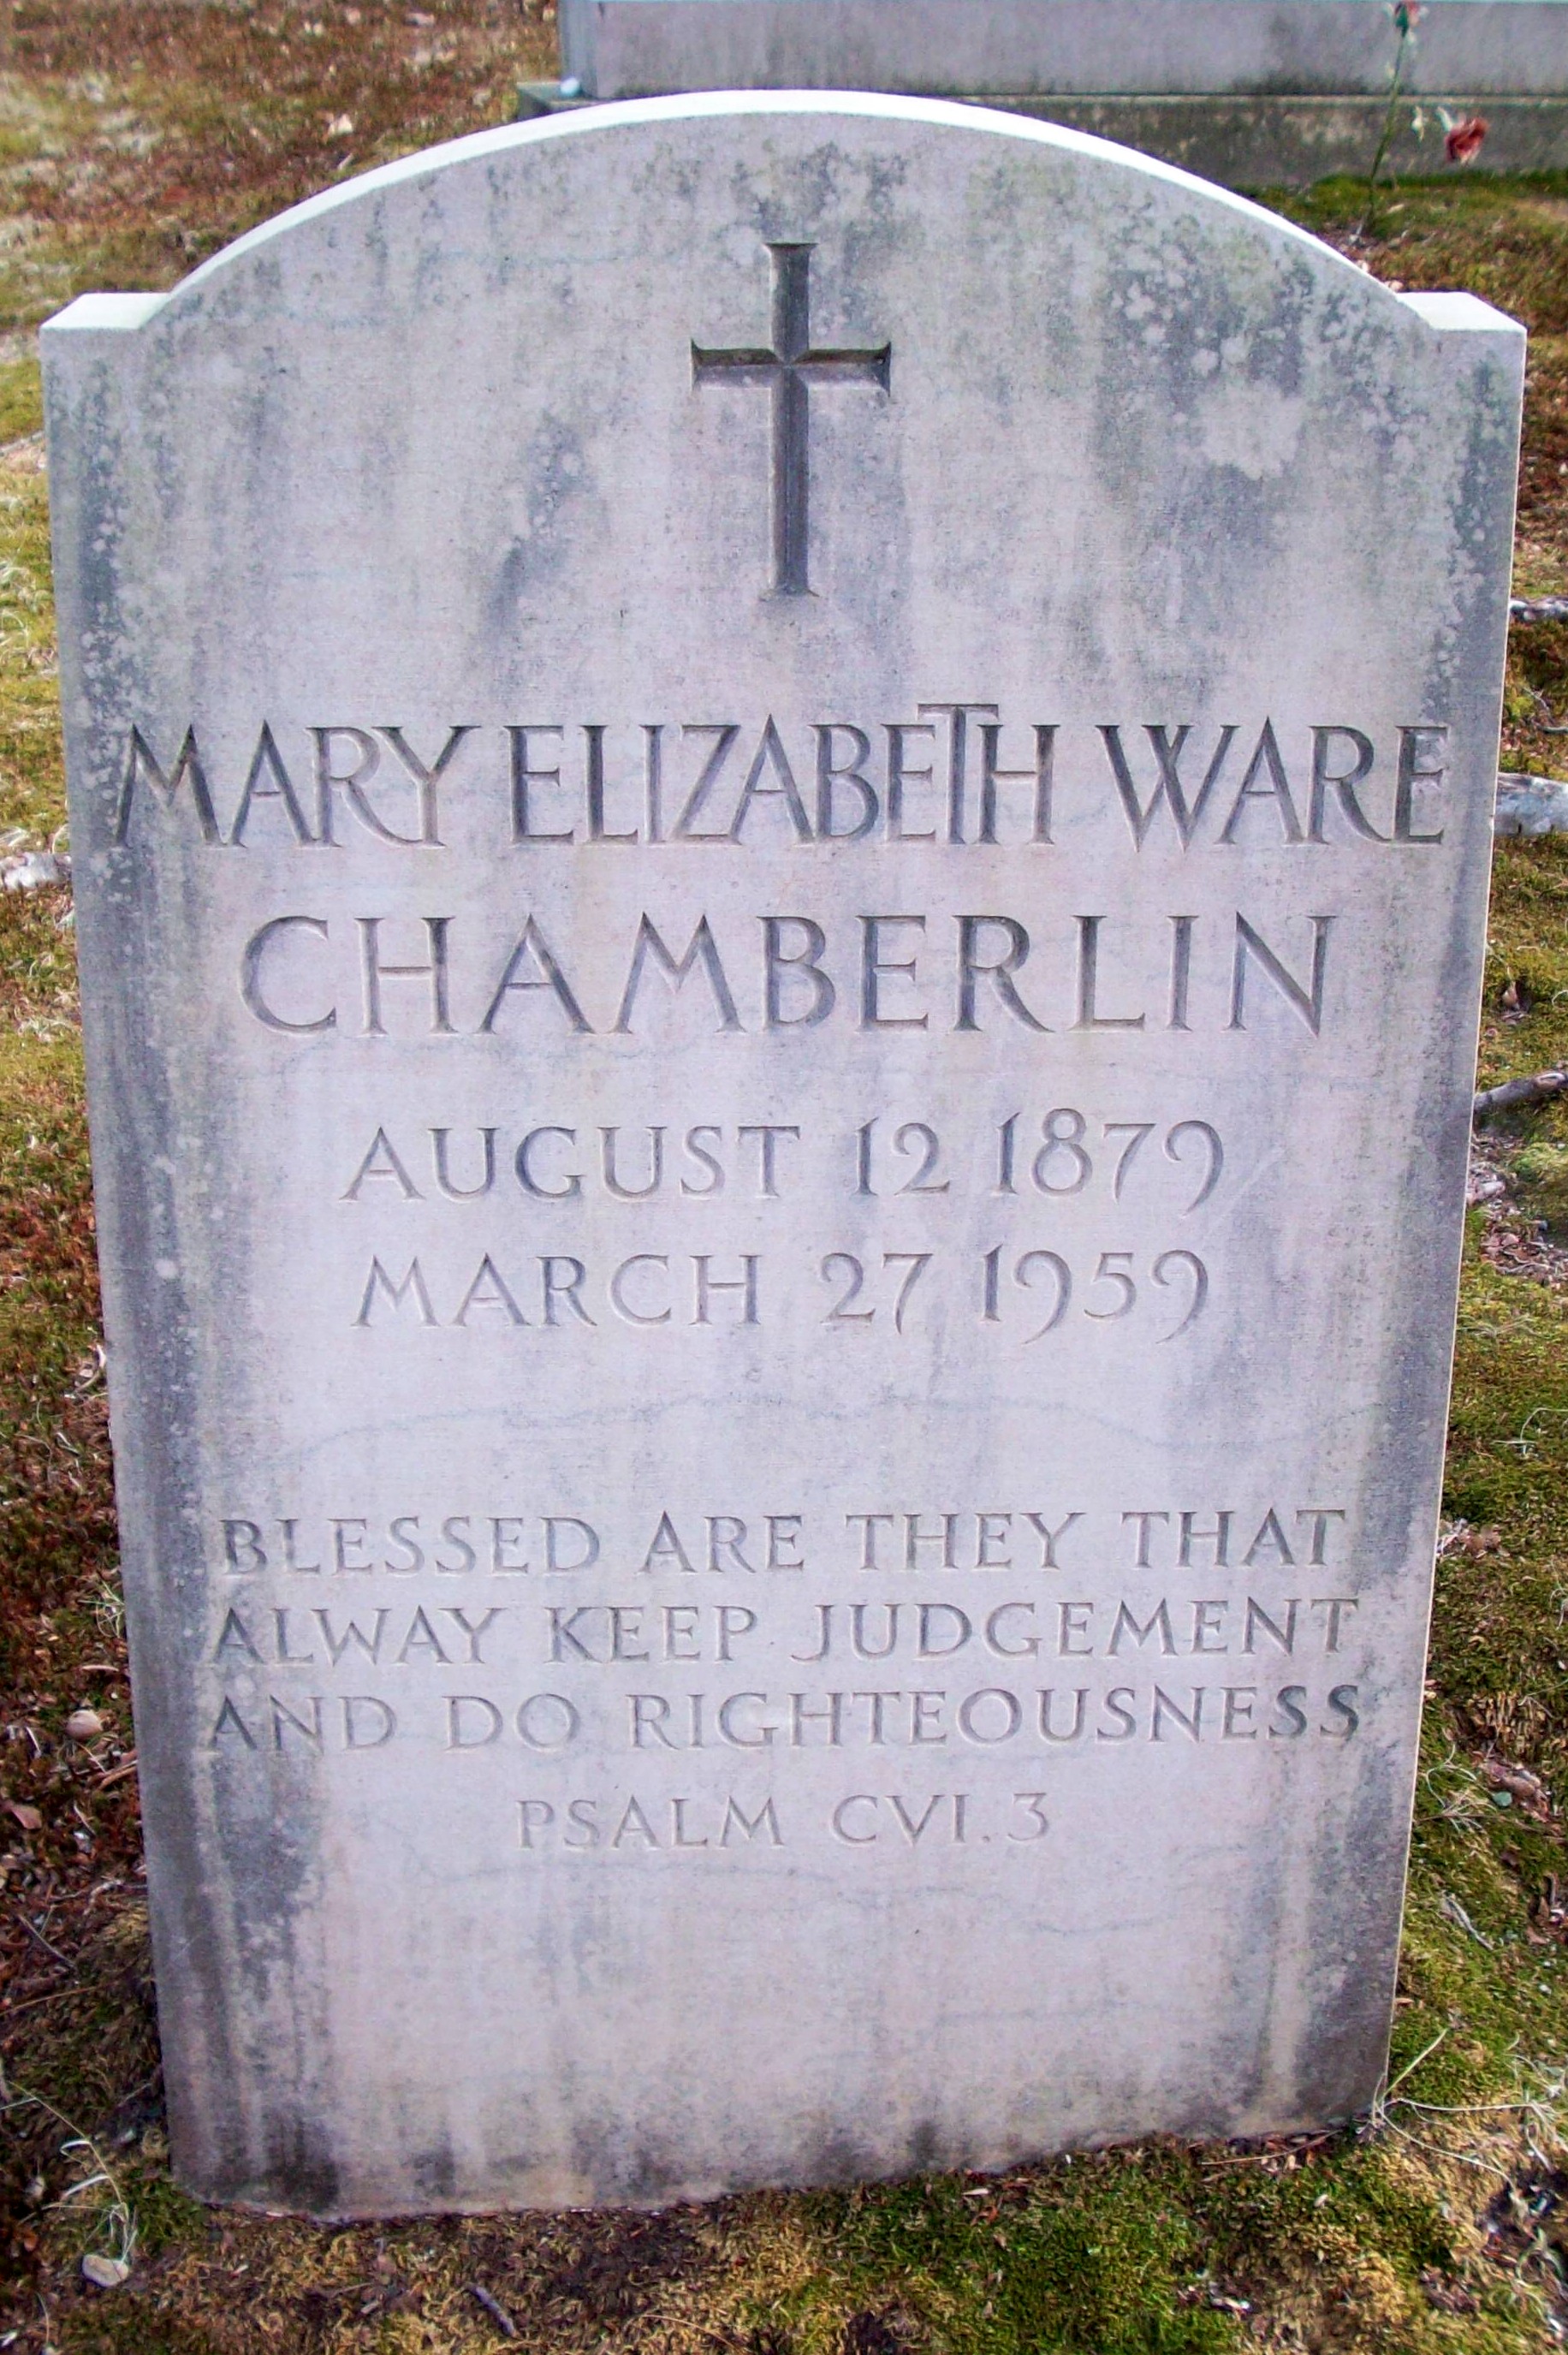 MARY ELIZABETH WARE
CHAMBERLIN
AUGUST 12 1879
MARCH 27 1959
BLESSED ARE THEY THAT
ALWAY KEEP JUDGEMENT
AND DO RIGHTEOUSNESS
PSALM CVI.3